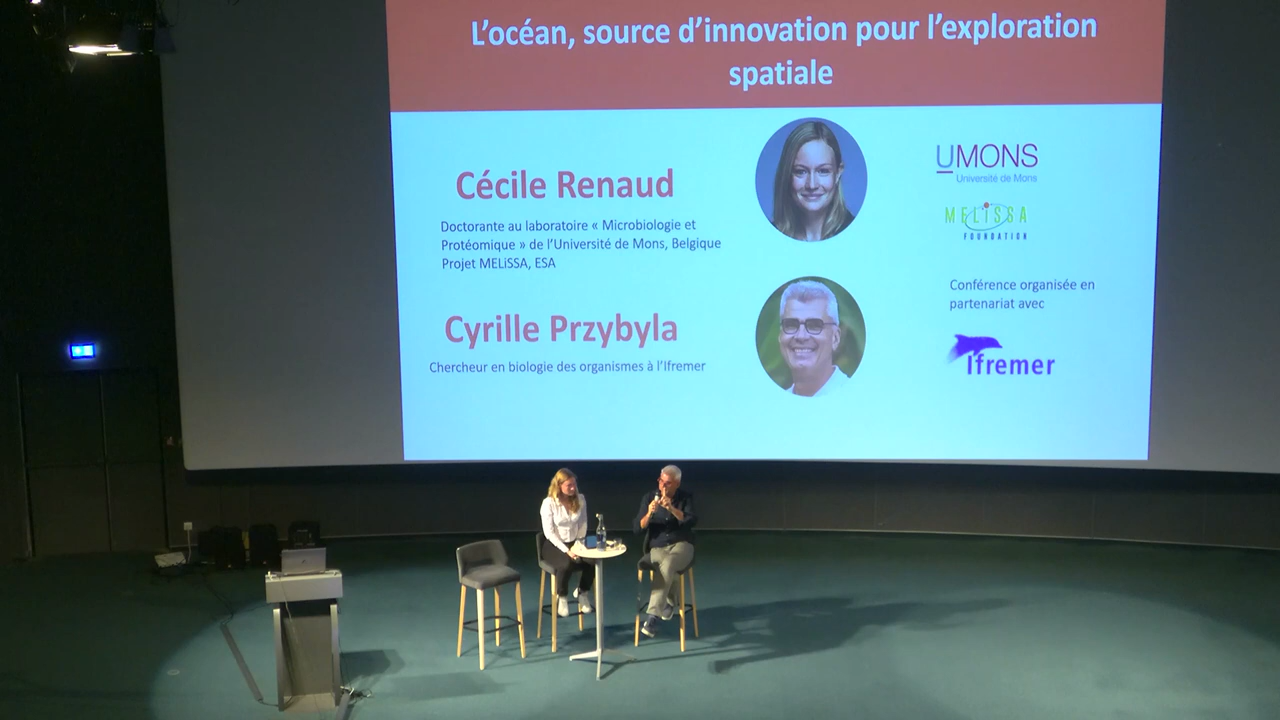 L’océan, source d’innovation pour l’exploration
spatiale
Cécile Renaud
Doctorante au laboratoire « Microbiologie et
Protéomique » de l’Université de Mons, Belgique
Projet MELiSSA, ESA
Cyrille Przybyla
Chercheur en biologie des organismes à l’Ifremer
UMONS
Université de Mons
MELiSSA
FOUNDATION
Conférence organisée en
partenariat avec
Ifremer